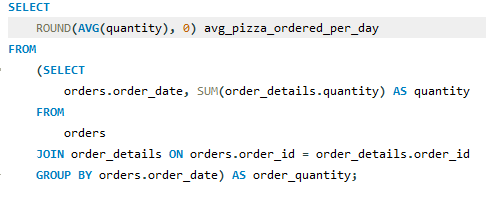 SELECT
ROUND(AVG(quantity), 0) avg_pizza_ordered_per_day
FROM
(SELECT
orders.order_date, SUM(order_details.quantity) AS quantity
FROM
orders
JOIN order_details ON orders.order_id = order_details.order_id
GROUP BY orders.order_date) AS order_quantity;